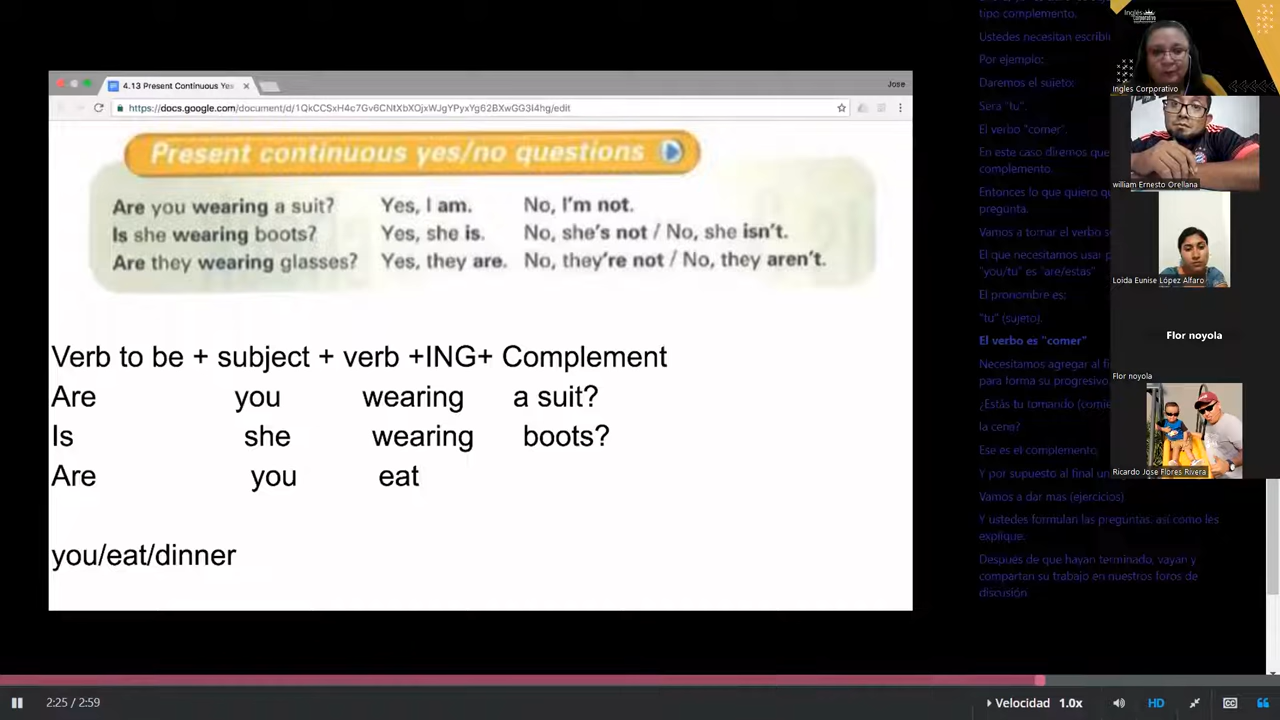 4.13 Present Continuous Yes
Jose
https://docs.google.com/document/d/1QkCCSxH4c7Gv6CNtXbXOjxWJgYPyxYg62BXwGG3I4hg/edit
Present continuous yes/no questions
Are you wearing a suit? Yes, I am. No, I'm not.
Is she wearing boots? Yes, she is. No, she's not / No, she isn't.
Are they wearing glasses? Yes, they are. No, they're not / No, they aren't.
Verb to be + subject + verb +ING+ Complement
Are you wearing a suit?
Is she wearing boots?
Are you eat
you/eat/dinner
tipo complemento.
Ustedes necesitan escribi
Por ejemplo:
Daremos el sujeto:
Sera "tu".
El verbo "comer".
En este caso diremos que
complemento.
Entonces lo que quiero qu
pregunta.
Vamos a tomar el verbo s
El que necesitamos usar p
"you/tu" es "are/estas"
El pronombre es;
"tu" (sujeto).
El verbo es "comer"
Necesitamos agregar al fi
para forma su progresivo.
¿Estás tu tomando (comie
la cena?
Ese es el complemento,
Y por supuesto al final un
Vamos a dar mas (ejercicios)
Y ustedes formulan las preguntas. así como les
explique.
Después de que hayan terminado, vayan y
compartan su trabajo en nuestros foros de
discusión
Inglés
Corporativo
Ingles Corporativo
william Ernesto Orellana
Loida Eunise López Alfaro
Flor noyola
Flor noyola
Ricardo Jose Flores Rivera
2:25 / 2:59
Velocidad 1.0x
HD
CC